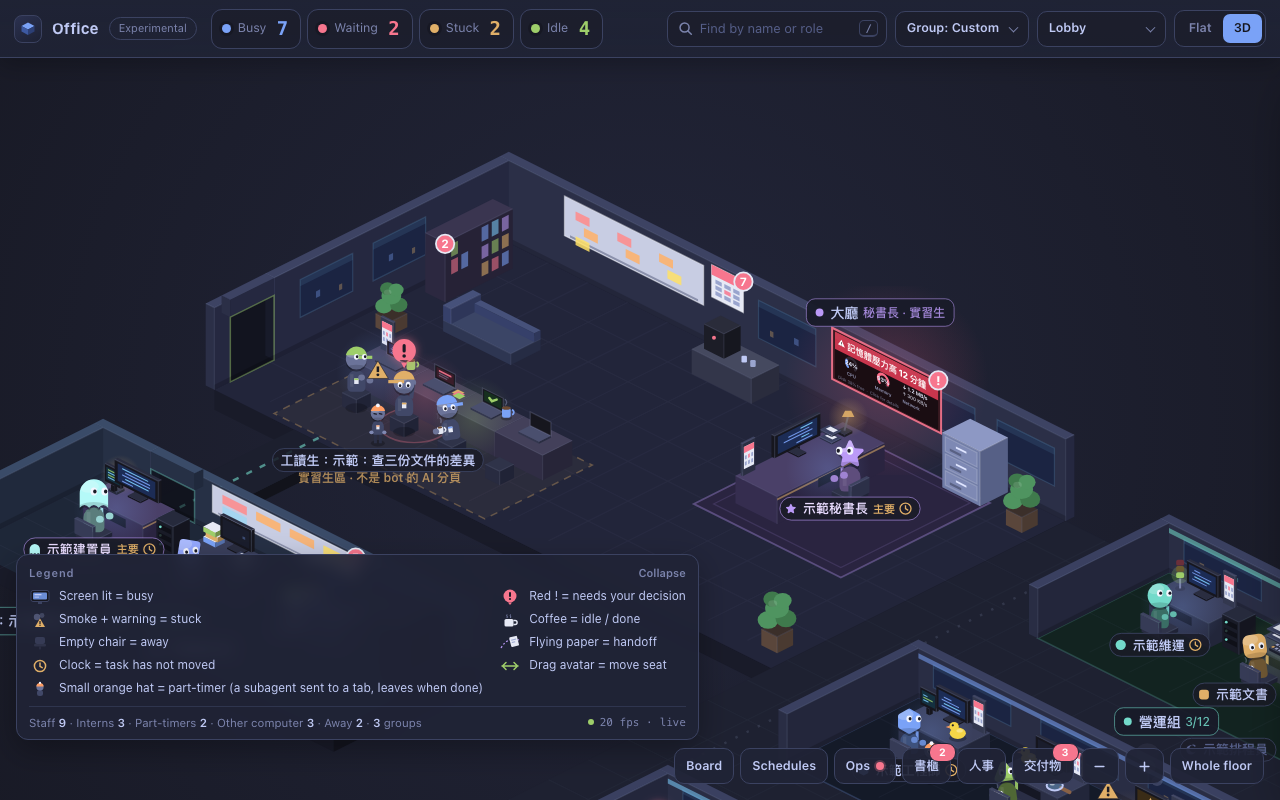 Office Experimental Busy 7 Waiting 2 Stuck 2 Idle 4 Find by name or role / Group: Custom Lobby Flat 3D
2
7
大廳 秘書長 · 實習生
記憶體壓力高 12 分鐘
CPU
Memory
Network
!
工讀生：示範：查三份文件的差異
實習生區 · 不是 bot 的 AI 分頁
示範秘書長 主要
示範建置員 主要
示範維運
示範文書
營運組 3/12
Legend Collapse
Screen lit = busy
Red ! = needs your decision
Smoke + warning = stuck
Coffee = idle / done
Empty chair = away
Flying paper = handoff
Clock = task has not moved
Drag avatar = move seat
Small orange hat = part-timer (a subagent sent to a tab, leaves when done)
Staff 9 · Interns 3 · Part-timers 2 · Other computer 3 · Away 2 · 3 groups
20 fps · live
Board Schedules Ops 書櫃 2 人事 交付物 3 − + Whole floor